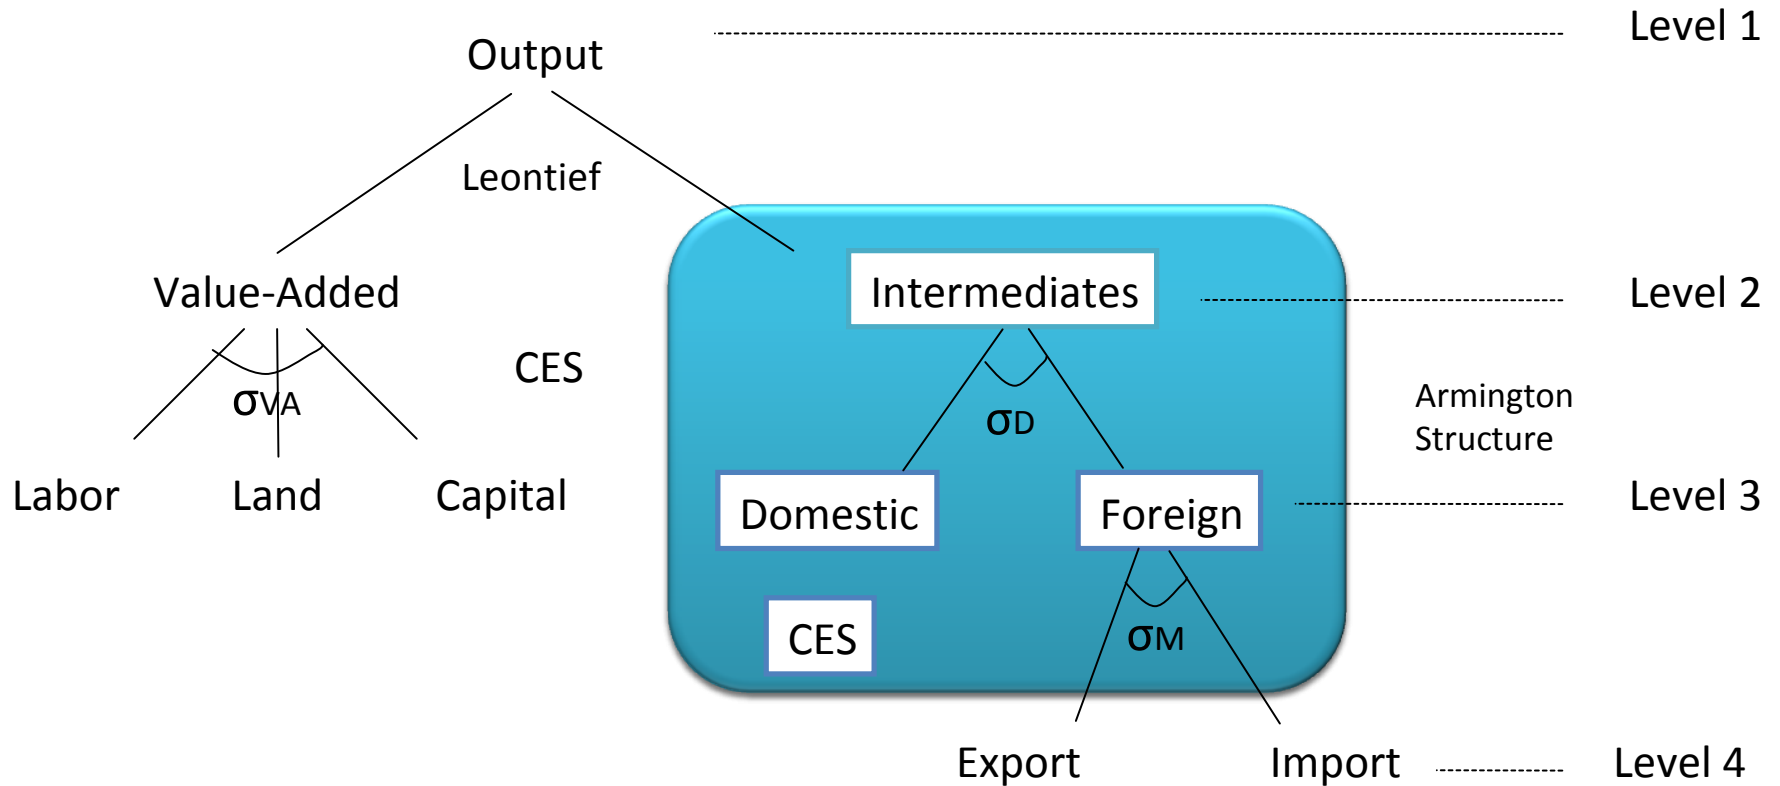 Output
Level 1
Leontief
Value-Added
Intermediates
Level 2
CES
σVA
σD
Armington
Structure
Labor
Land
Capital
Domestic
Foreign
Level 3
CES
σM
Export
Import
Level 4